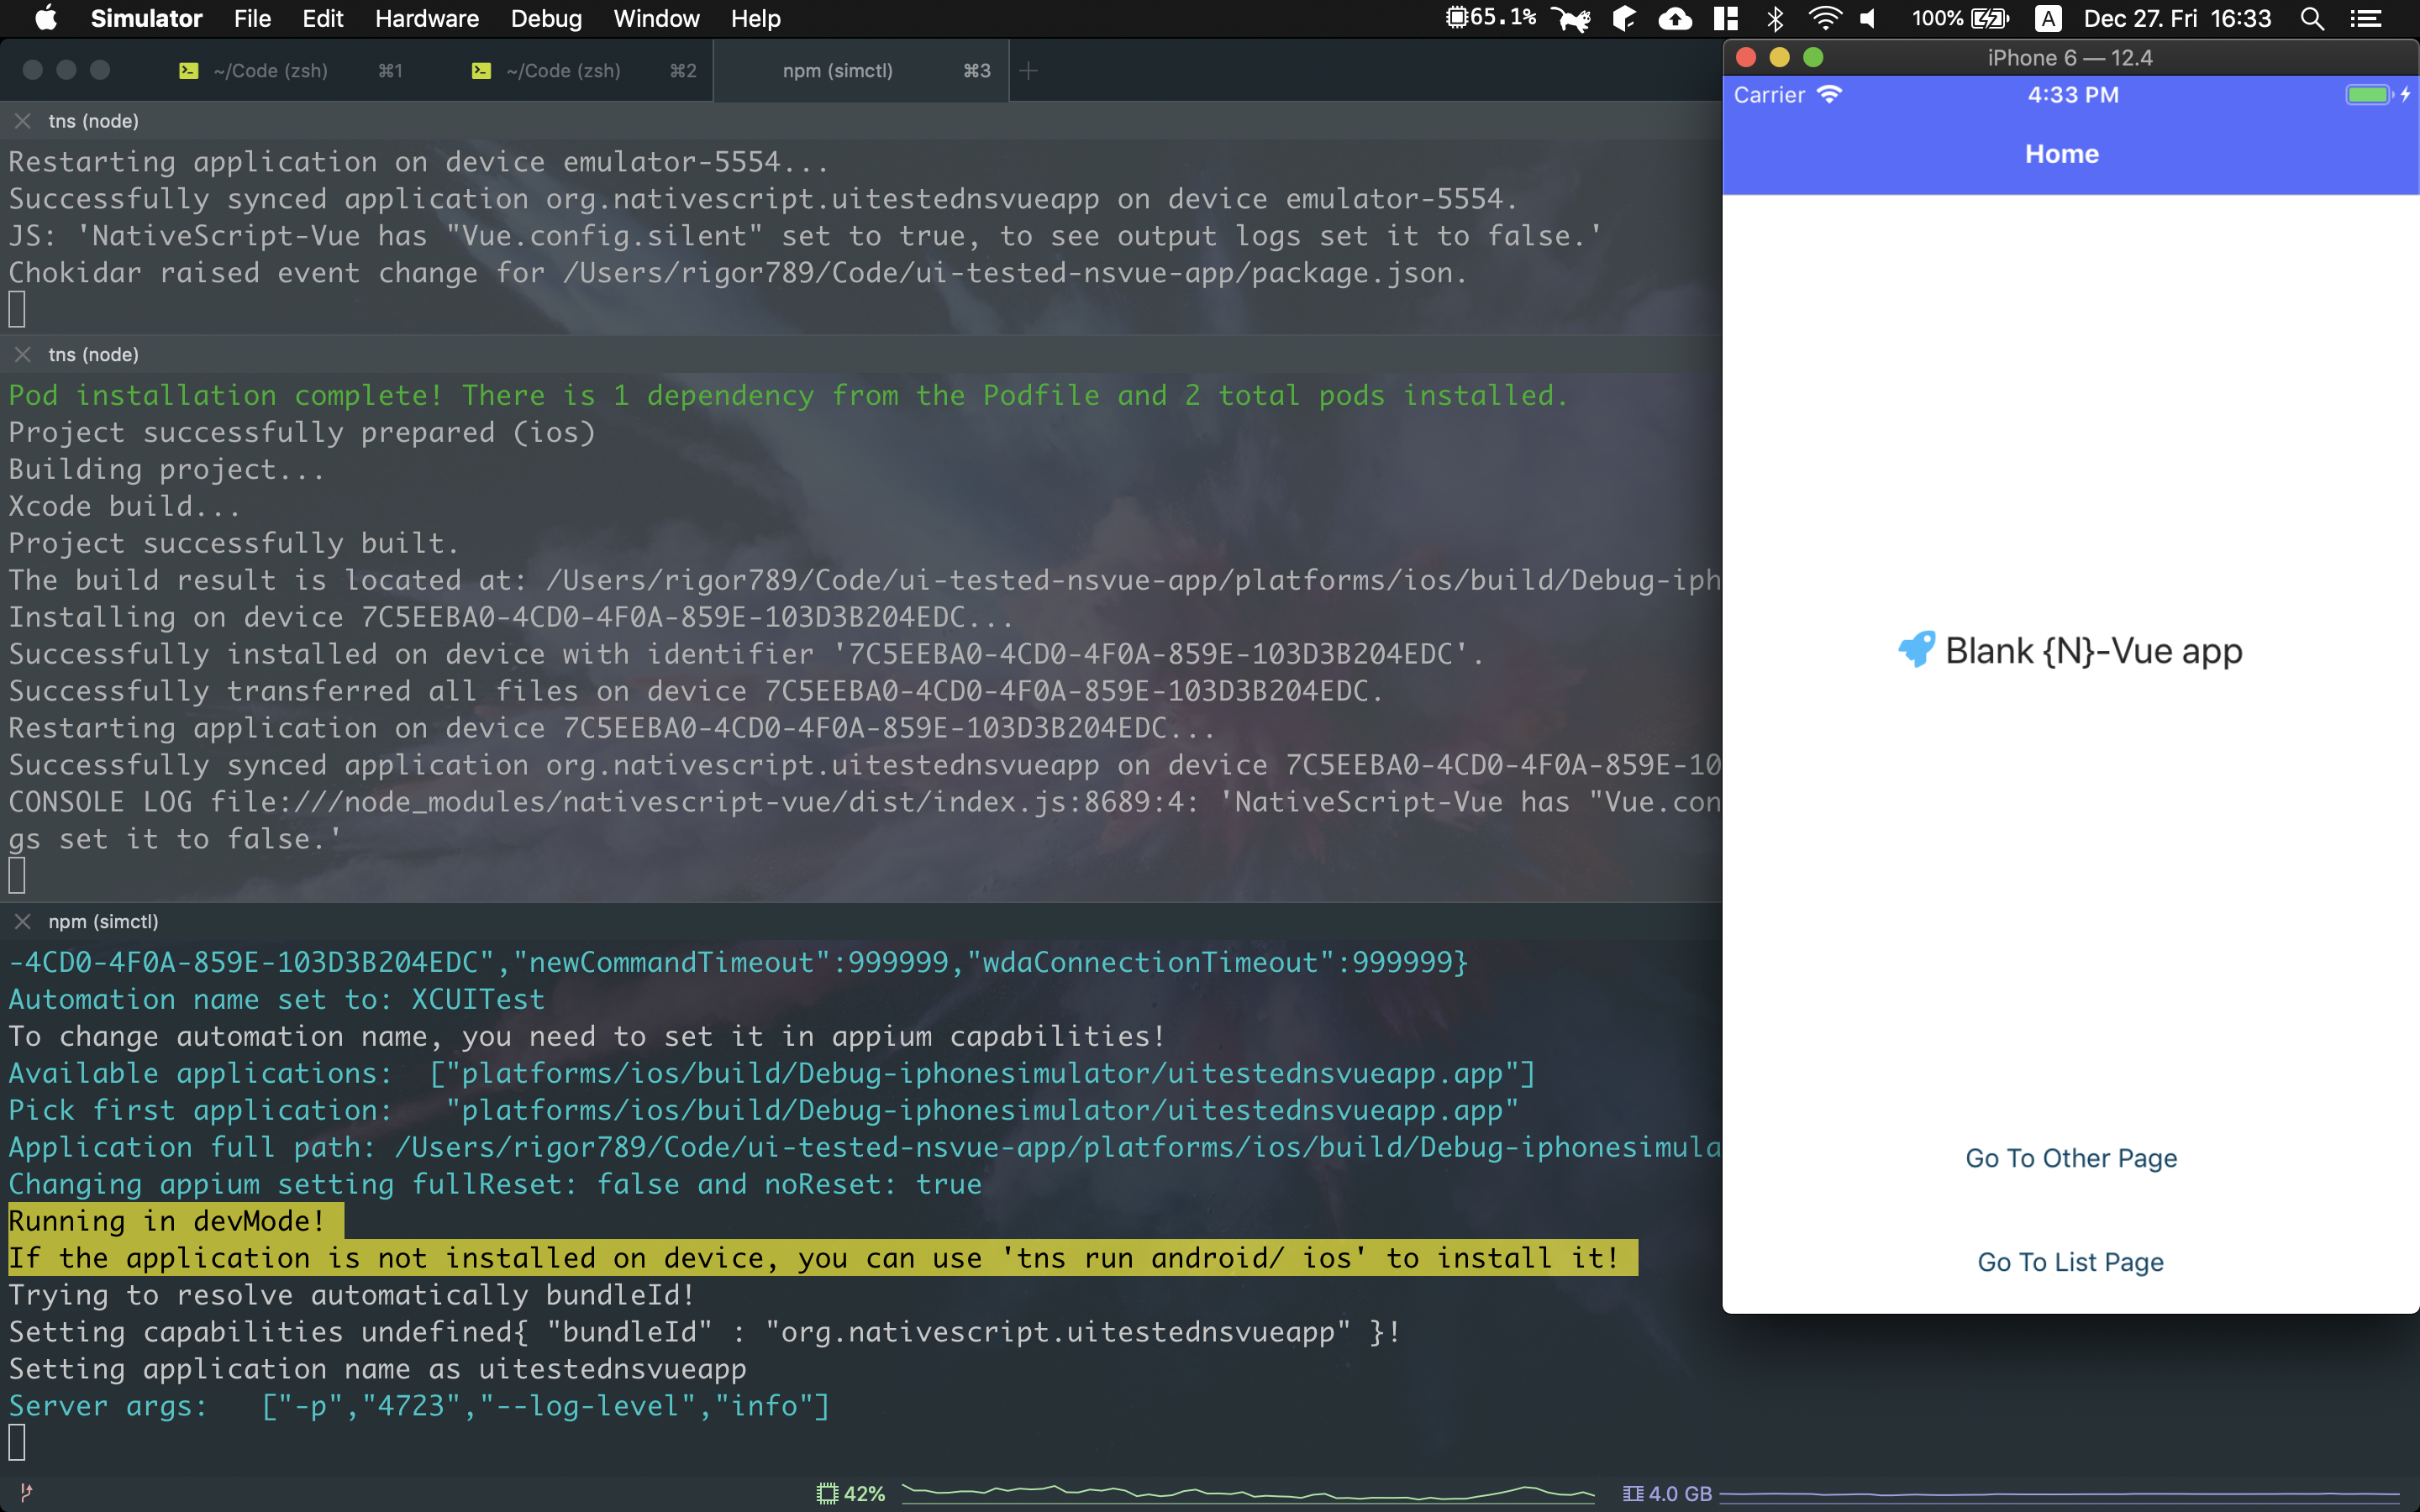 Simulator File Edit Hardware Debug Window Help 65.1% 100% A Dec 27. Fri 16:33
~/Code (zsh) ⌘1 ~/Code (zsh) ⌘2 npm (simctl) ⌘3
tns (node)
Restarting application on device emulator-5554...
Successfully synced application org.nativescript.uitestednsvueapp on device emulator-5554.
JS: 'NativeScript-Vue has "Vue.config.silent" set to true, to see output logs set it to false.'
Chokidar raised event change for /Users/rigor789/Code/ui-tested-nsvue-app/package.json.
tns (node)
Pod installation complete! There is 1 dependency from the Podfile and 2 total pods installed.
Project successfully prepared (ios)
Building project...
Xcode build...
Project successfully built.
The build result is located at: /Users/rigor789/Code/ui-tested-nsvue-app/platforms/ios/build/Debug-iph
Installing on device 7C5EEBA0-4CD0-4F0A-859E-103D3B204EDC...
Successfully installed on device with identifier '7C5EEBA0-4CD0-4F0A-859E-103D3B204EDC'.
Successfully transferred all files on device 7C5EEBA0-4CD0-4F0A-859E-103D3B204EDC.
Restarting application on device 7C5EEBA0-4CD0-4F0A-859E-103D3B204EDC...
Successfully synced application org.nativescript.uitestednsvueapp on device 7C5EEBA0-4CD0-4F0A-859E-10
CONSOLE LOG file:///node_modules/nativescript-vue/dist/index.js:8689:4: 'NativeScript-Vue has "Vue.con
gs set it to false.'
npm (simctl)
-4CD0-4F0A-859E-103D3B204EDC","newCommandTimeout":999999,"wdaConnectionTimeout":999999}
Automation name set to: XCUITest
To change automation name, you need to set it in appium capabilities!
Available applications:  ["platforms/ios/build/Debug-iphonesimulator/uitestednsvueapp.app"]
Pick first application:   "platforms/ios/build/Debug-iphonesimulator/uitestednsvueapp.app"
Application full path: /Users/rigor789/Code/ui-tested-nsvue-app/platforms/ios/build/Debug-iphonesimula
Changing appium setting fullReset: false and noReset: true
Running in devMode!
If the application is not installed on device, you can use 'tns run android/ ios' to install it!
Trying to resolve automatically bundleId!
Setting capabilities undefined{ "bundleId" : "org.nativescript.uitestednsvueapp" }!
Setting application name as uitestednsvueapp
Server args:   ["-p","4723","--log-level","info"]
42% 4.0 GB
iPhone 6 — 12.4
Carrier 4:33 PM
Home
Blank {N}-Vue app
Go To Other Page
Go To List Page